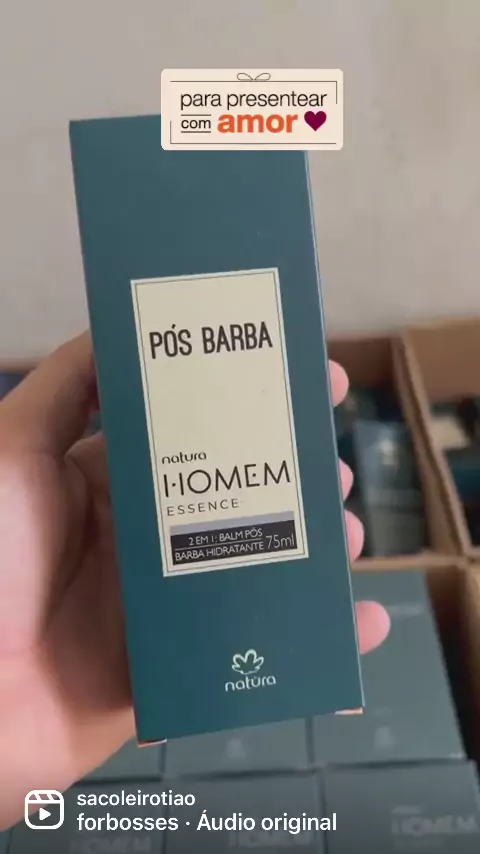 para presentear
com amor
PÓS BARBA
natura
HOMEM
ESSENCE
2 EM 1: BALM PÓS
BARBA HIDRATANTE 75ml
natura
sacoleirotiao
forbosses · Áudio original